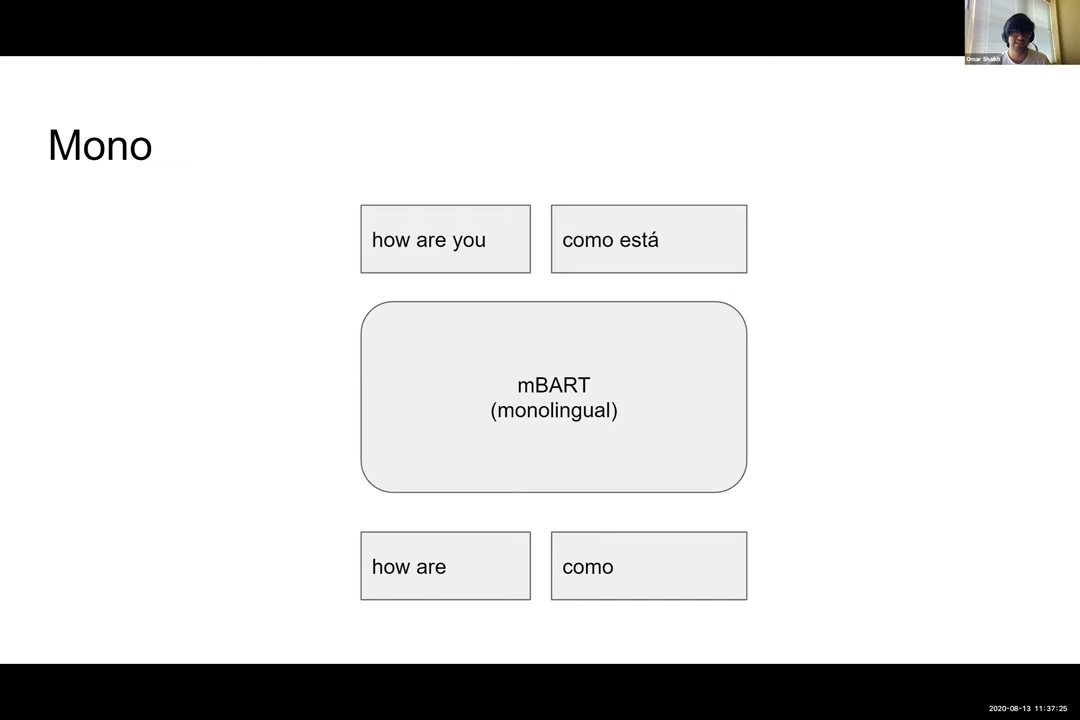 Omar Shaikh
Mono
how are you
como está
mBART
(monolingual)
how are
como
2020-08-13 11:37:25